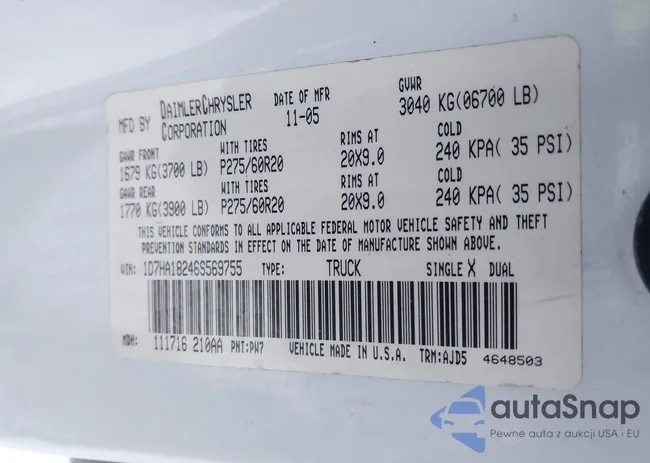 MFD BY DAIMLERCHRYSLER CORPORATION DATE OF MFR 11-05 GVWR 3040 KG(06700 LB)
GAWR FRONT WITH TIRES RIMS AT COLD
1679 KG(3700 LB) P275/60R20 20X9.0 240 KPA( 35 PSI)
GAWR REAR WITH TIRES RIMS AT COLD
1770 KG(3900 LB) P275/60R20 20X9.0 240 KPA( 35 PSI)
THIS VEHICLE CONFORMS TO ALL APPLICABLE FEDERAL MOTOR VEHICLE SAFETY AND THEFT
PREVENTION STANDARDS IN EFFECT ON THE DATE OF MANUFACTURE SHOWN ABOVE.
VIN: 1D7HA182469569755 TYPE: TRUCK SINGLE X DUAL
MDH: 111716 210AA PNT:PW7 VEHICLE MADE IN U.S.A. TRM:AJD5 4648503
autaSnap
Pewne auta z aukcji USA i EU